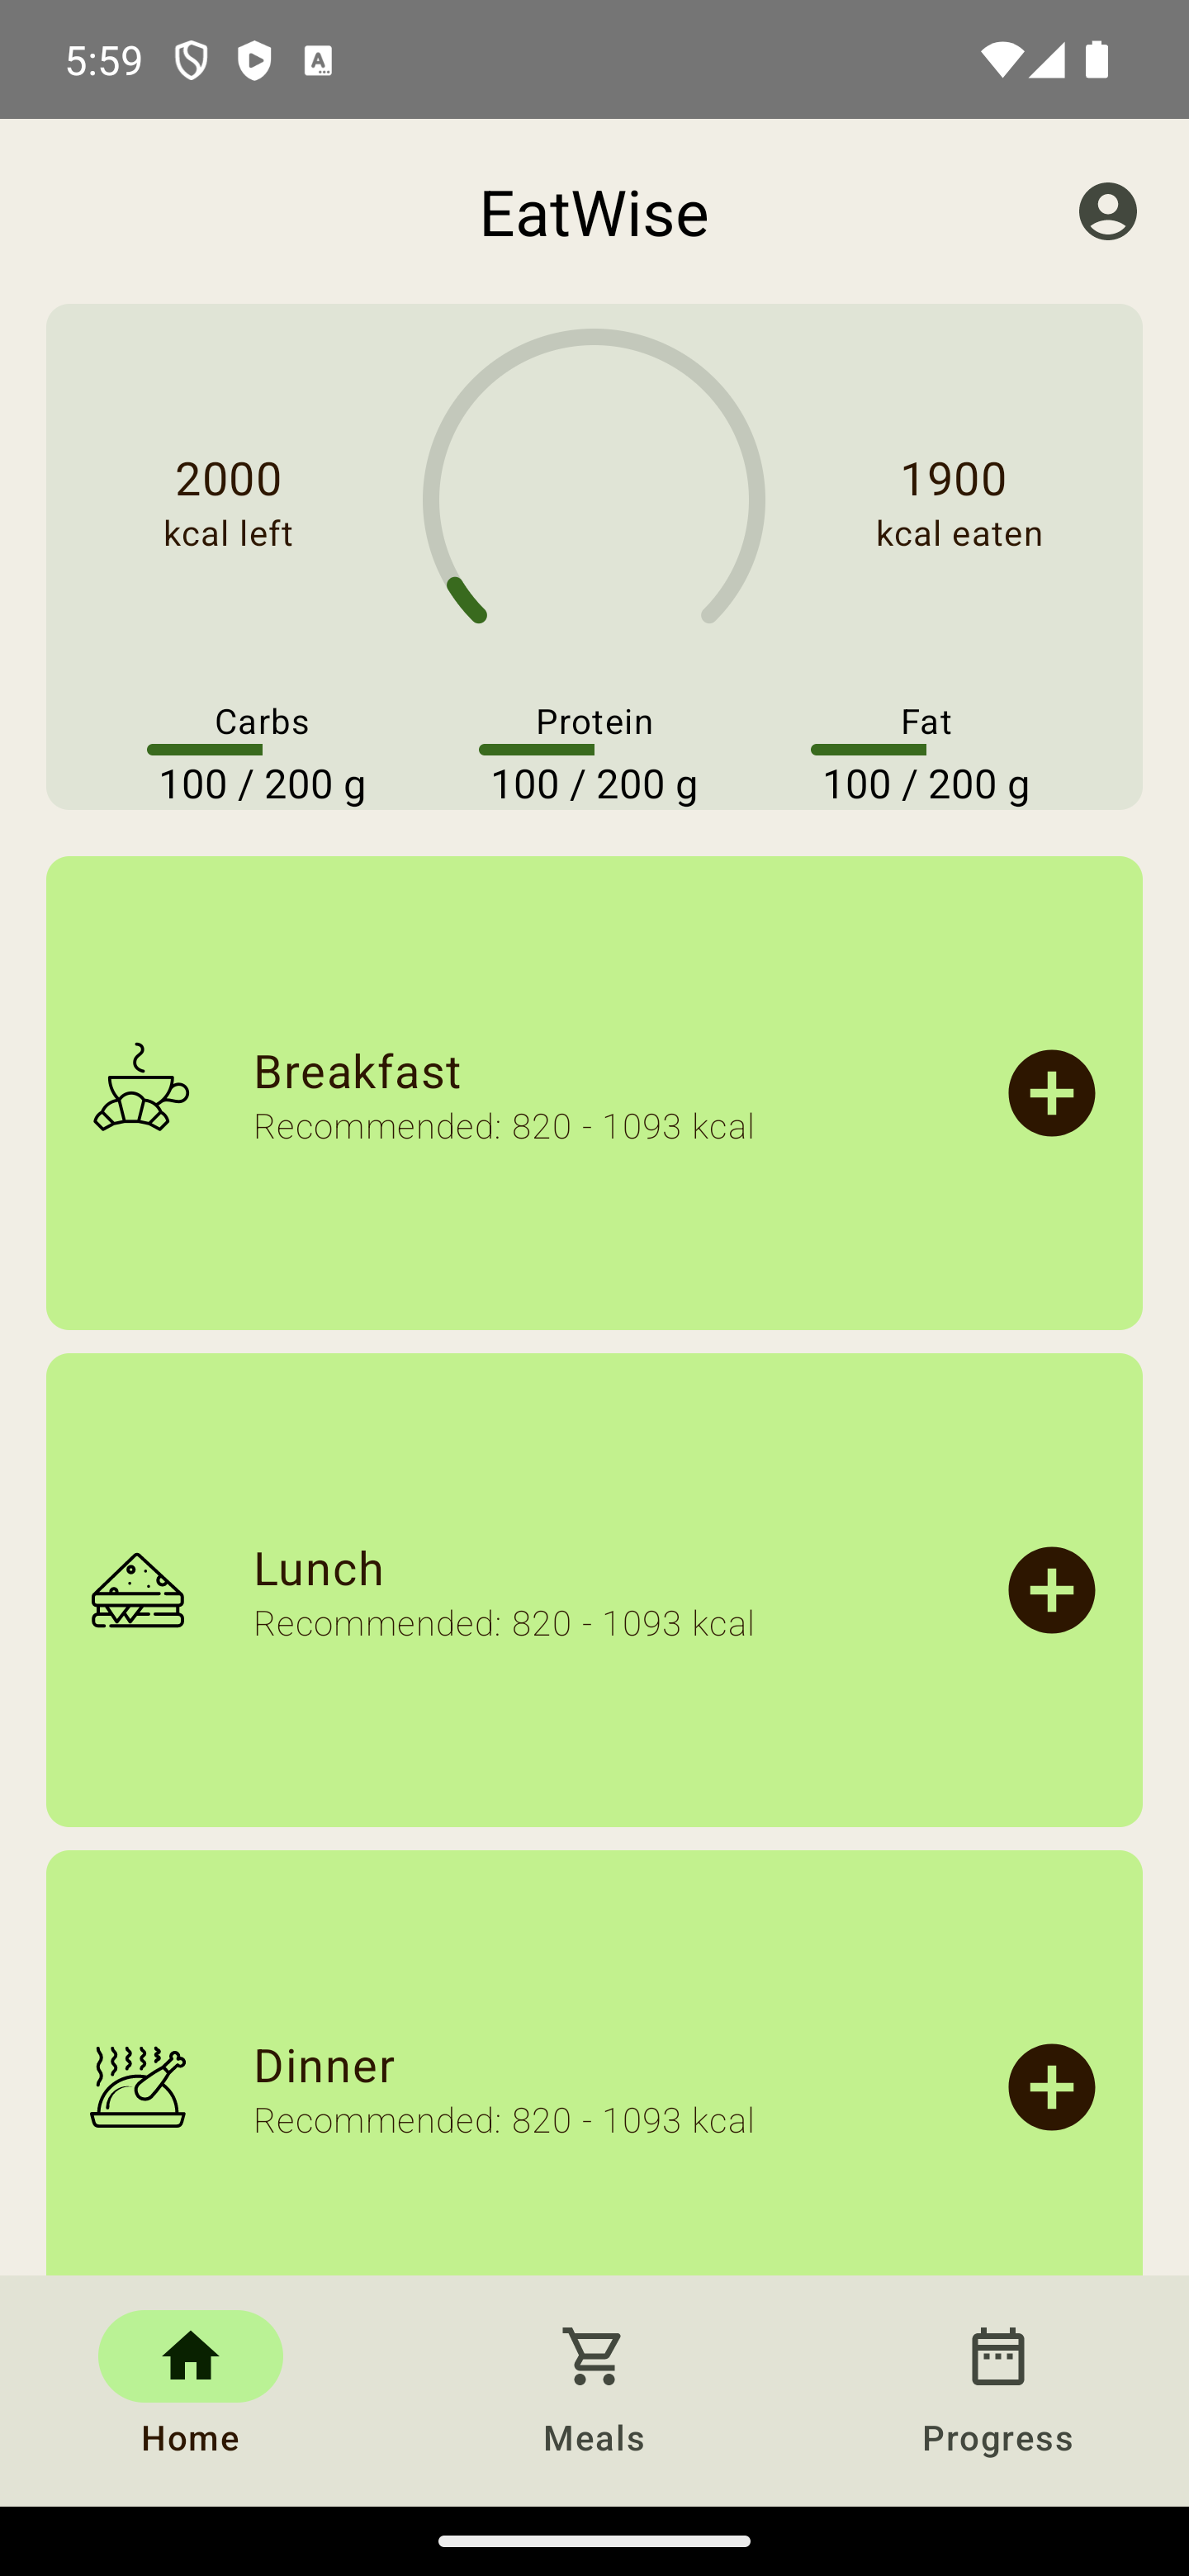 5:59
EatWise
2000
kcal left
1900
kcal eaten
Carbs
100 / 200 g
Protein
100 / 200 g
Fat
100 / 200 g
Breakfast
Recommended: 820 - 1093 kcal
Lunch
Recommended: 820 - 1093 kcal
Dinner
Recommended: 820 - 1093 kcal
Home
Meals
Progress